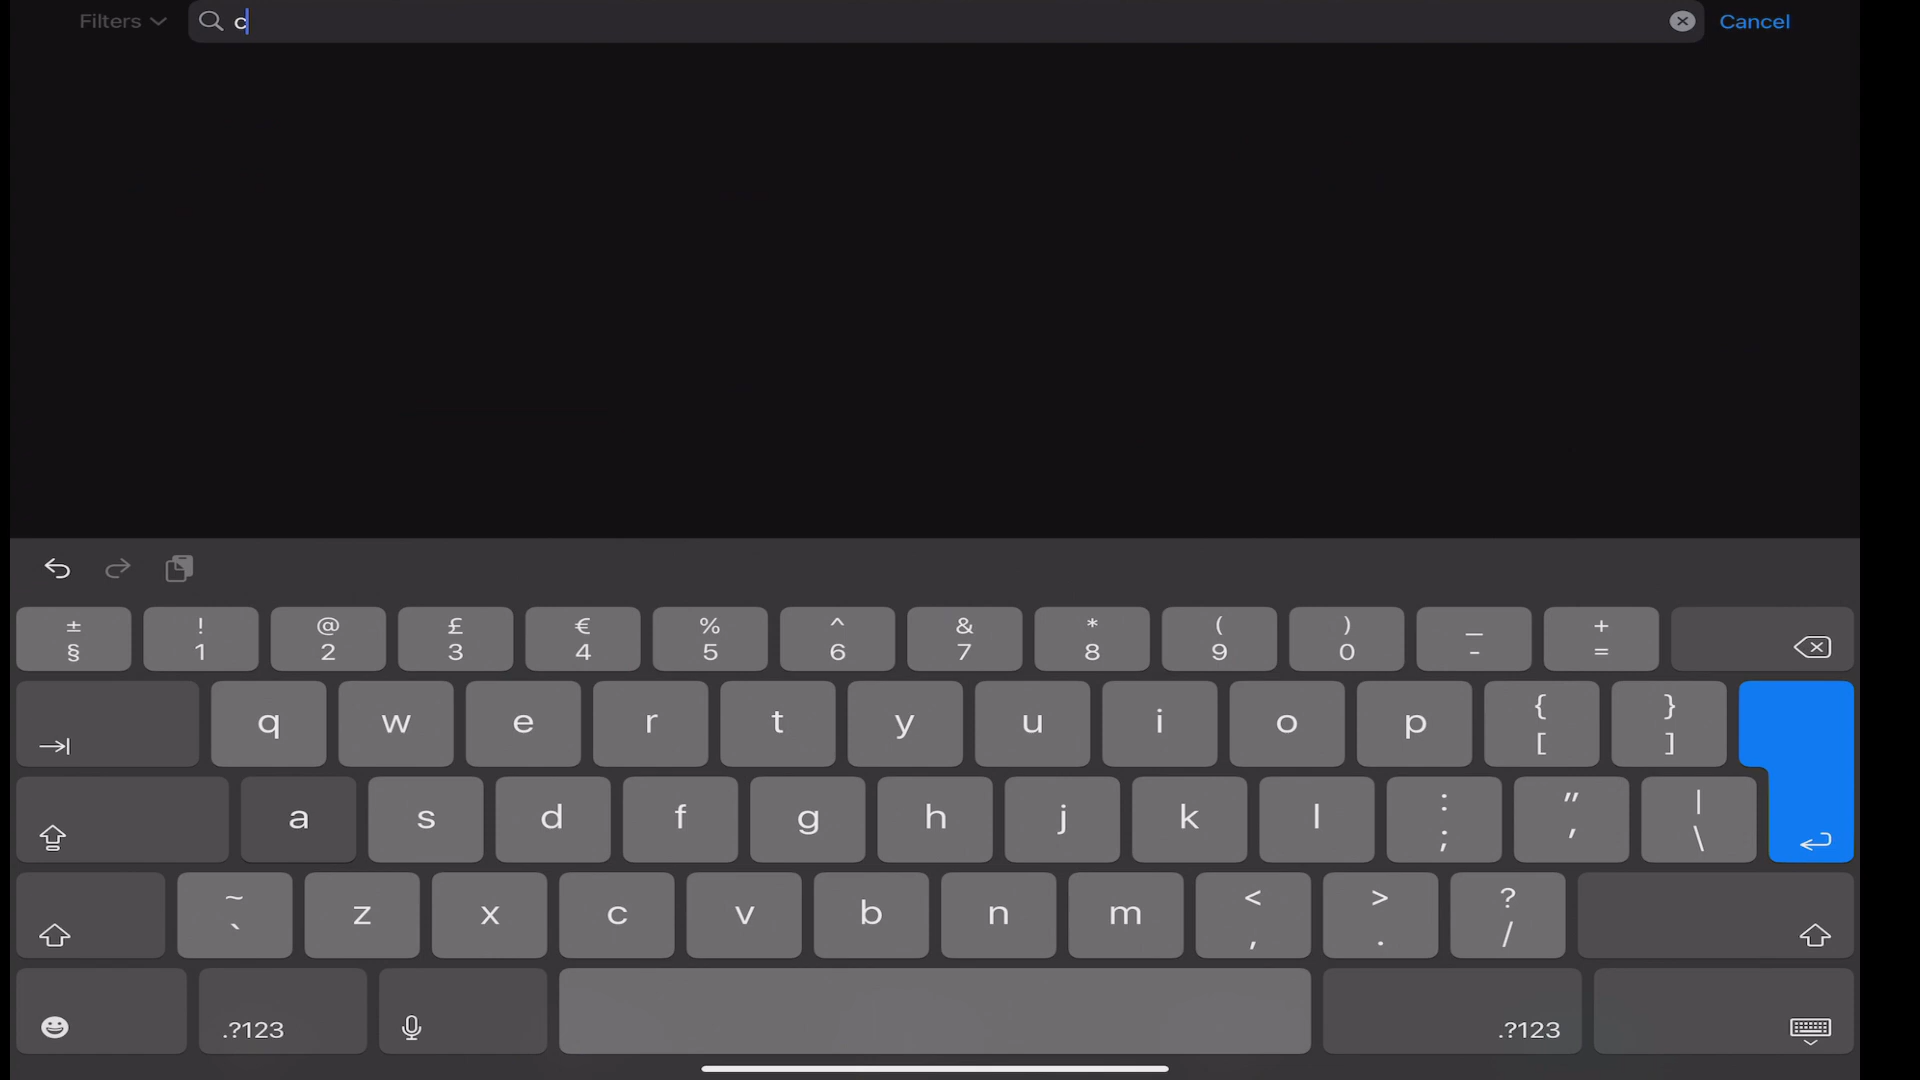 Filters c Cancel
± ! @ £ € % ^ & * ( ) _ +
§ 1 2 3 4 5 6 7 8 9 0 - =
q w e r t y u i o p { }
[ ]
a s d f g h j k l : " |
; ' \
~ z x c v b n m < > ?
` , . /
.?123 .?123